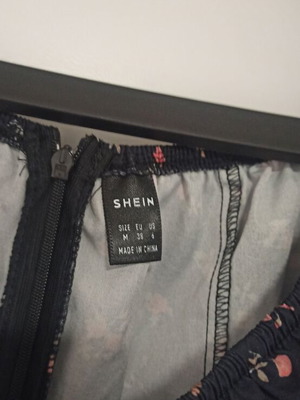 SHEIN
SIZE EU US
M 38 6
MADE IN CHINA